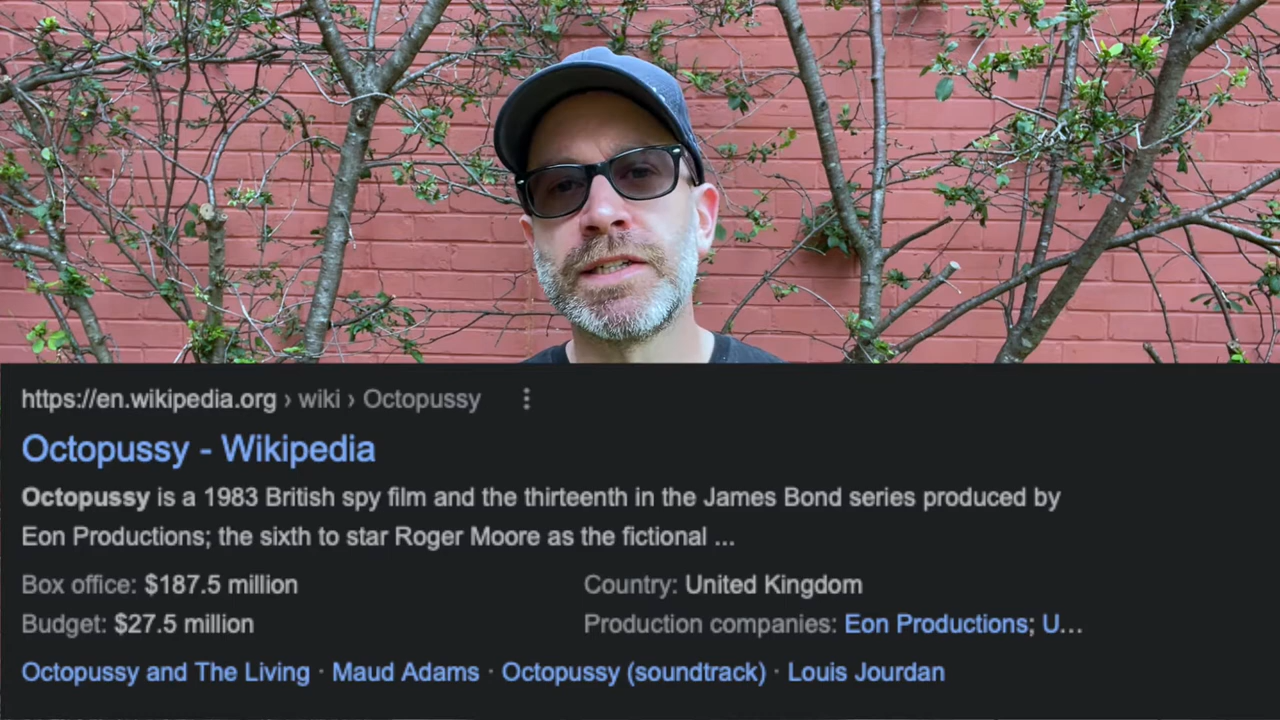 https://en.wikipedia.org › wiki › Octopussy
Octopussy - Wikipedia
Octopussy is a 1983 British spy film and the thirteenth in the James Bond series produced by
Eon Productions; the sixth to star Roger Moore as the fictional ...
Box office: $187.5 million Country: United Kingdom
Budget: $27.5 million Production companies: Eon Productions; U...
Octopussy and The Living · Maud Adams · Octopussy (soundtrack) · Louis Jourdan